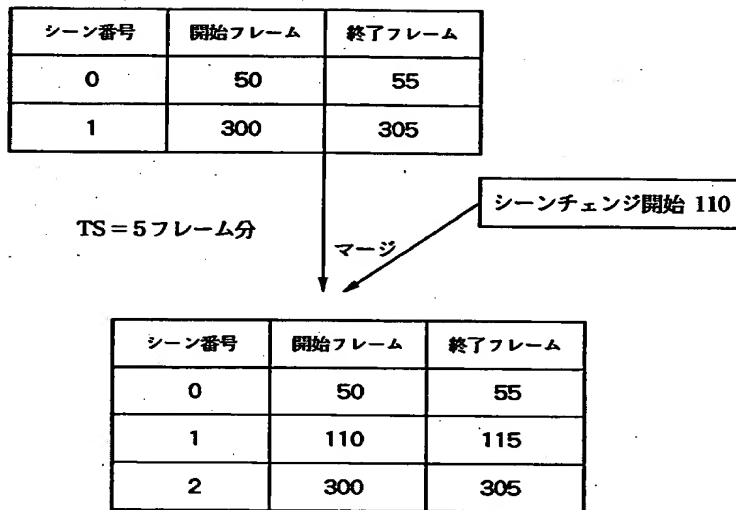 シーン番号 開始フレーム 終了フレーム
0 50 55
1 300 305
TS=5フレーム分
シーンチェンジ開始 110
マージ
シーン番号 開始フレーム 終了フレーム
0 50 55
1 110 115
2 300 305